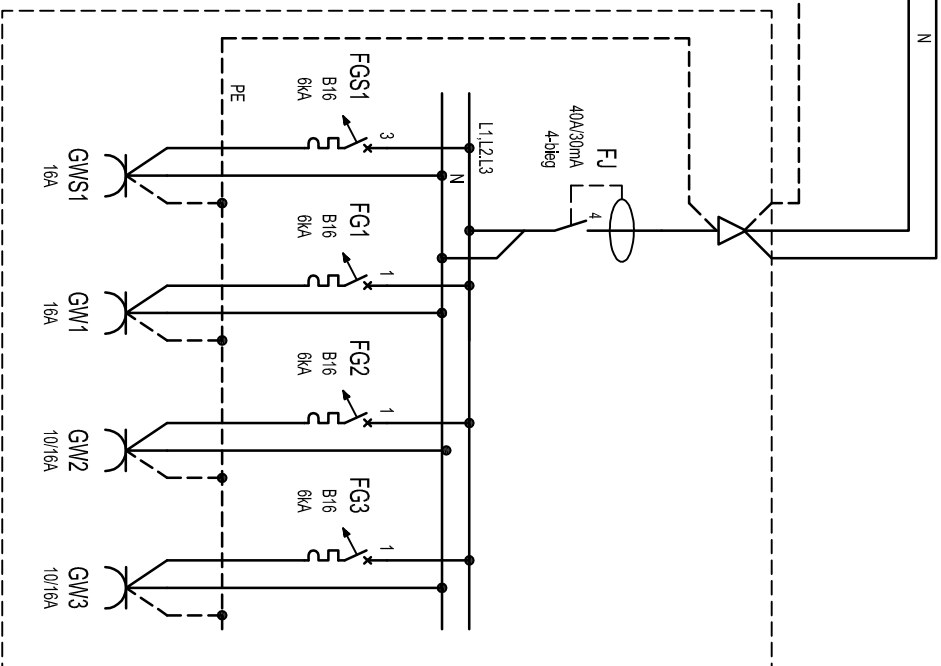 N
FJ
40A/30mA
4-bieg
4
L1,L2.L3
N
3
FGS1
B16
6kA
1
FG1
B16
6kA
1
FG2
B16
6kA
1
FG3
B16
6kA
PE
GWS1
16A
GW1
16A
GW2
10/16A
GW3
10/16A